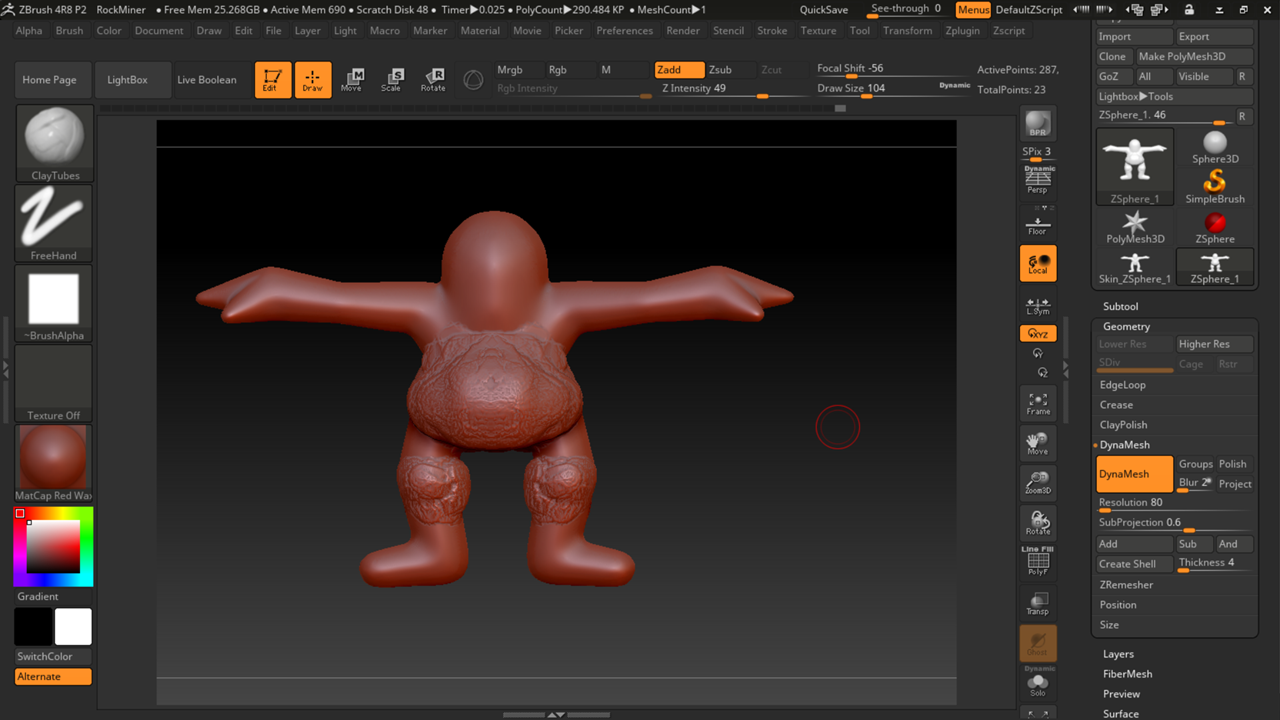 ZBrush 4R8 P2 RockMiner • Free Mem 25.268GB • Active Mem 690 • Scratch Disk 48 • Timer▶0.025 • PolyCount▶290.484 KP • MeshCount▶1 QuickSave See-through 0 Menus DefaultZScript
Alpha Brush Color Document Draw Edit File Layer Light Macro Marker Material Movie Picker Preferences Render Stencil Stroke Texture Tool Transform Zplugin Zscript
Home Page LightBox Live Boolean Edit Draw Move Scale Rotate
M S R
Mrgb Rgb M Zadd Zsub Zcut Focal Shift -56 ActivePoints: 287,
Rgb Intensity Z Intensity 49 Draw Size 104 Dynamic TotalPoints: 23
ClayTubes
FreeHand
~BrushAlpha
Texture Off
MatCap Red Wax
Gradient
SwitchColor
Alternate
BPR
SPix 3
Dynamic
Persp
Floor
Local
L.Sym
XYZ
Y
Z
Frame
Move
Zoom3D
Rotate
Line Fill
PolyF
Transp
Ghost
Dynamic
Solo
Import Export
Clone Make PolyMesh3D
GoZ All Visible R
Lightbox▶Tools
ZSphere_1. 46 R
ZSphere_1 Sphere3D
SimpleBrush
PolyMesh3D ZSphere
Skin_ZSphere_1 ZSphere_1
Subtool
Geometry
Lower Res Higher Res
SDiv Cage Rstr
EdgeLoop
Crease
ClayPolish
DynaMesh
DynaMesh Groups Polish
Blur 2 Project
Resolution 80
SubProjection 0.6
Add Sub And
Create Shell Thickness 4
ZRemesher
Position
Size
Layers
FiberMesh
Preview
Surface